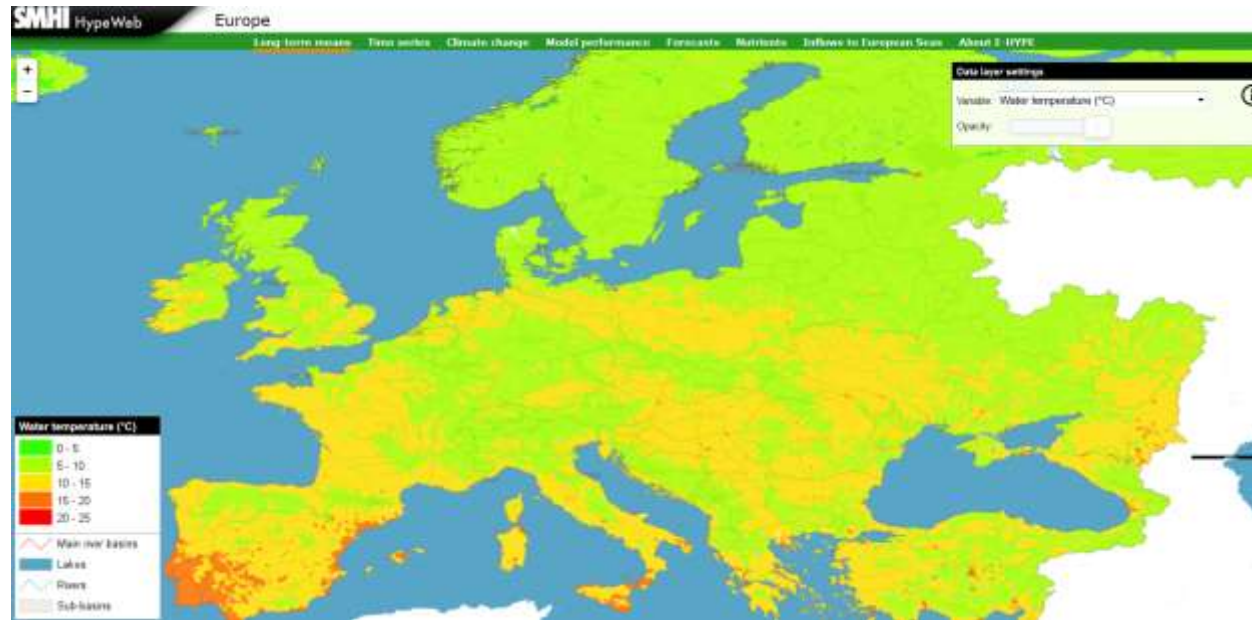 SMHI HypeWeb
Europe
Long-term means Time series Climate change Model performance Forecasts Nutrients Inflows to European Seas About E-HYPE
+
−
Data layer settings
Variable: Water temperature (°C)
Opacity:
Water temperature (°C)
0 - 5
5 - 10
10 - 15
15 - 20
20 - 25
Main river basins
Lakes
Rivers
Sub-basins